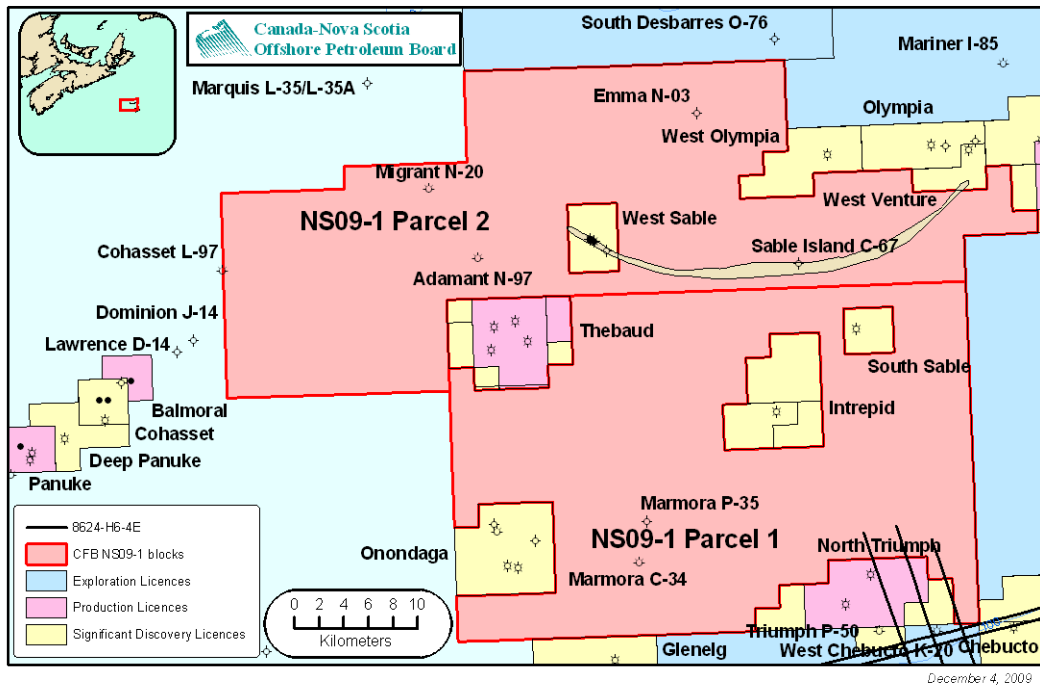 Canada-Nova Scotia
Offshore Petroleum Board
South Desbarres O-76
Mariner I-85
Marquis L-35/L-35A
Emma N-03
Olympia
West Olympia
Migrant N-20
NS09-1 Parcel 2
West Sable
West Venture
Cohasset L-97
Sable Island C-67
Adamant N-97
Dominion J-14
Thebaud
Lawrence D-14
South Sable
Balmoral
Intrepid
Cohasset
Deep Panuke
Panuke
Marmora P-35
8624-H6-4E
CFB NS09-1 blocks
Onondaga
NS09-1 Parcel 1
North Triumph
Exploration Licences
Marmora C-34
Production Licences
0 2 4 6 8 10
Kilometers
Significant Discovery Licences
Triumph P-50
Glenelg
West Chebucto K-20
Chebucto
December 4, 2009